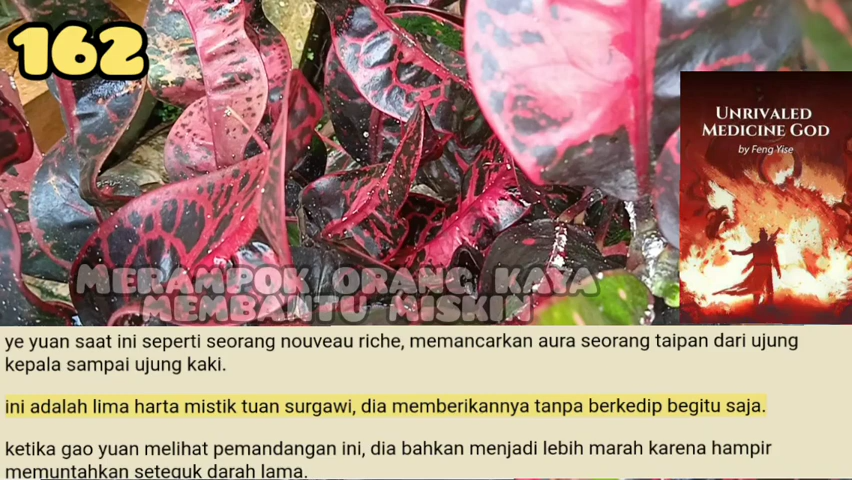 162
UNRIVALED
MEDICINE GOD
by Feng Yise
MERAMPOK ORANG KAYA
MEMBANTU MISKIN
ye yuan saat ini seperti seorang nouveau riche, memancarkan aura seorang taipan dari ujung
kepala sampai ujung kaki.
ini adalah lima harta mistik tuan surgawi, dia memberikannya tanpa berkedip begitu saja.
ketika gao yuan melihat pemandangan ini, dia bahkan menjadi lebih marah karena hampir
memuntahkan seteguk darah lama.